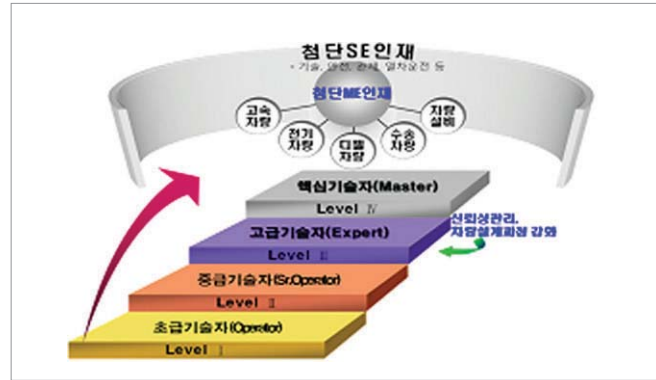 첨단SE인재
- 기술, 안전, 관제, 열차운전 등
첨단ME인재
고속
차량
전기
차량
디젤
차량
수송
차량
차량
설비
핵심기술자(Master)
Level Ⅳ
신뢰성관리,
차량설계과정 강화
고급기술자(Expert)
Level Ⅲ
중급기술자(Sr.Operator)
Level Ⅱ
초급기술자(Operator)
Level Ⅰ